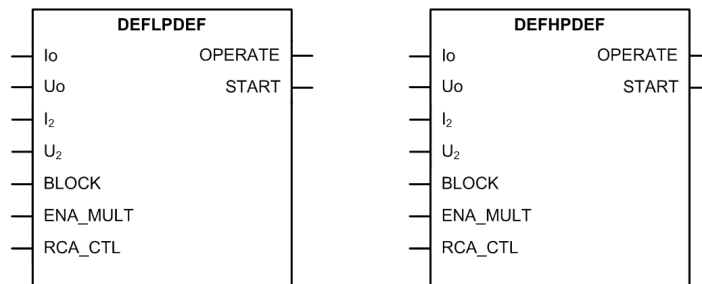 DEFLPDEF
Io OPERATE
Uo START
I₂
U₂
BLOCK
ENA_MULT
RCA_CTL
DEFHPDEF
Io OPERATE
Uo START
I₂
U₂
BLOCK
ENA_MULT
RCA_CTL